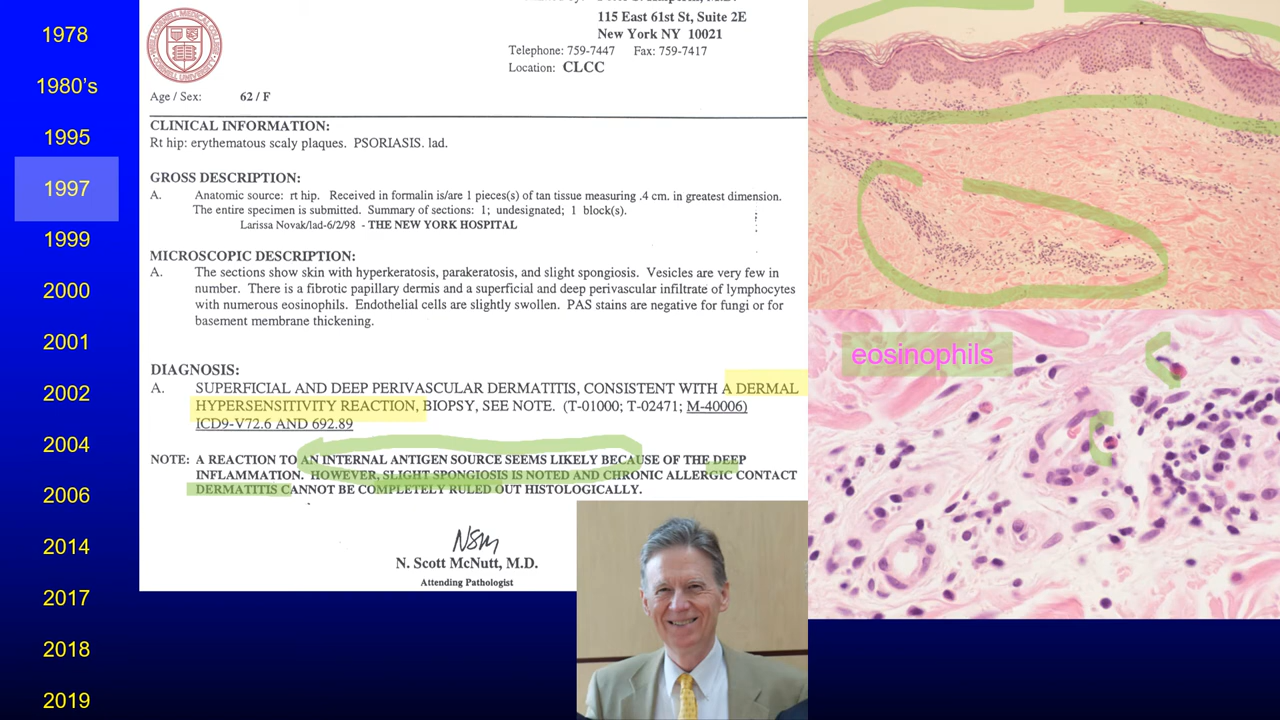 1978
1980’s
1995
1997
1999
2000
2001
2002
2004
2006
2014
2017
2018
2019
115 East 61st St, Suite 2E
New York NY 10021
Telephone: 759-7447 Fax: 759-7417
Location: CLCC
Age / Sex: 62 / F
CLINICAL INFORMATION:
Rt hip: erythematous scaly plaques. PSORIASIS. lad.
GROSS DESCRIPTION:
A. Anatomic source: rt hip. Received in formalin is/are 1 pieces(s) of tan tissue measuring .4 cm. in greatest dimension.
The entire specimen is submitted. Summary of sections: 1; undesignated; 1 block(s).
Larissa Novak/lad-6/2/98 - THE NEW YORK HOSPITAL
MICROSCOPIC DESCRIPTION:
A. The sections show skin with hyperkeratosis, parakeratosis, and slight spongiosis. Vesicles are very few in
number. There is a fibrotic papillary dermis and a superficial and deep perivascular infiltrate of lymphocytes
with numerous eosinophils. Endothelial cells are slightly swollen. PAS stains are negative for fungi or for
basement membrane thickening.
DIAGNOSIS:
A. SUPERFICIAL AND DEEP PERIVASCULAR DERMATITIS, CONSISTENT WITH A DERMAL
HYPERSENSITIVITY REACTION, BIOPSY, SEE NOTE. (T-01000; T-02471; M-40006)
ICD9-V72.6 AND 692.89
NOTE: A REACTION TO AN INTERNAL ANTIGEN SOURCE SEEMS LIKELY BECAUSE OF THE DEEP
INFLAMMATION. HOWEVER, SLIGHT SPONGIOSIS IS NOTED AND CHRONIC ALLERGIC CONTACT
DERMATITIS CANNOT BE COMPLETELY RULED OUT HISTOLOGICALLY.
NSM
N. Scott McNutt, M.D.
Attending Pathologist
eosinophils